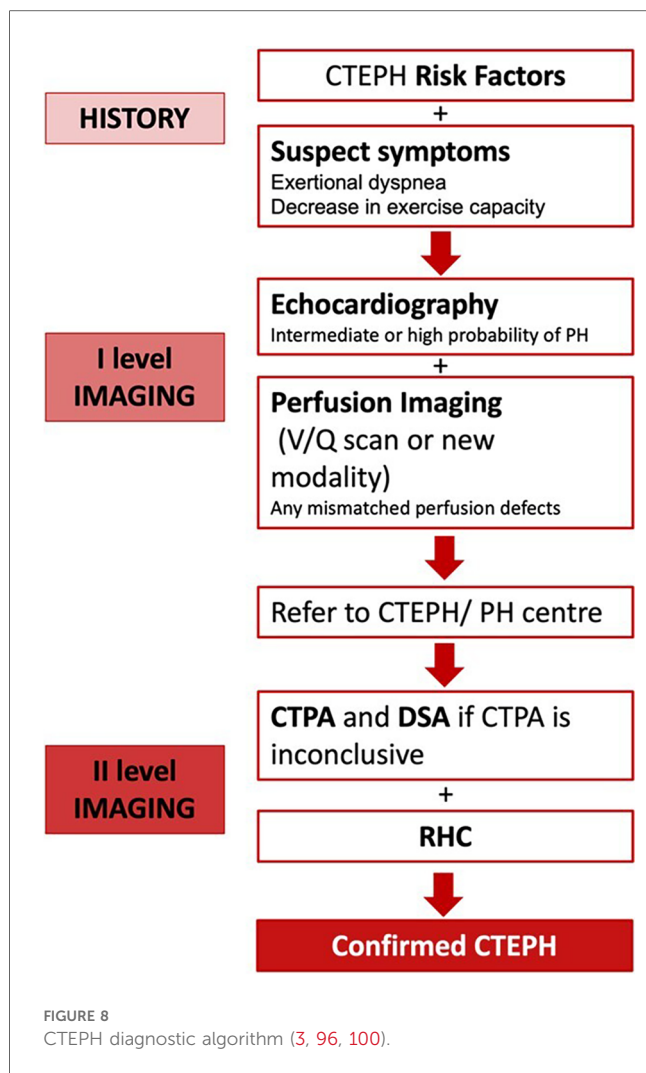 CTEPH Risk Factors
+
HISTORY
Suspect symptoms
Exertional dyspnea
Decrease in exercise capacity
Echocardiography
Intermediate or high probability of PH
+
I level
IMAGING
Perfusion Imaging
(V/Q scan or new
modality)
Any mismatched perfusion defects
Refer to CTEPH/ PH centre
CTPA and DSA if CTPA is
inconclusive
II level
IMAGING
+
RHC
Confirmed CTEPH
FIGURE 8
CTEPH diagnostic algorithm (3, 96, 100).